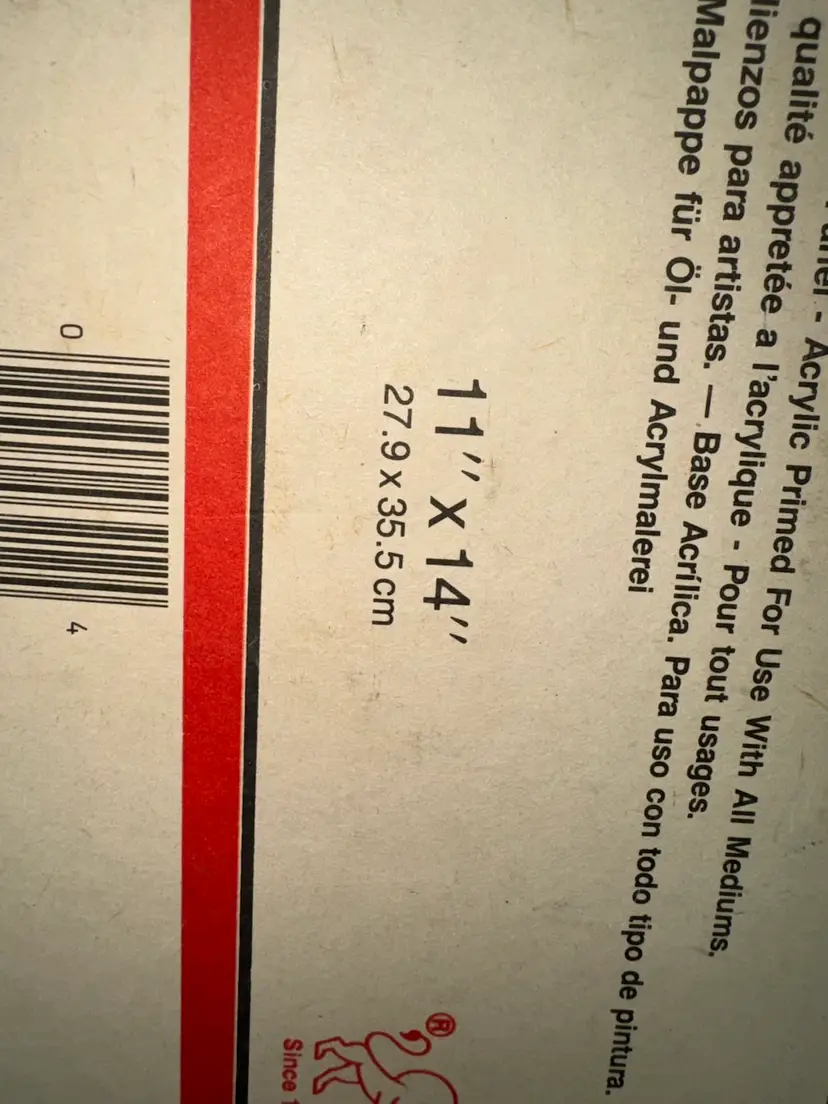 - Acrylic Primed For Use With All Mediums.
qualité appretée a l'acrylique - Pour tout usages.
lienzos para artistas. — Base Acrílica. Para uso con todo tipo de pintura.
Malpappe für Öl- und Acrylmalerei
11" x 14"
27.9 x 35.5 cm
®
Since
0
4